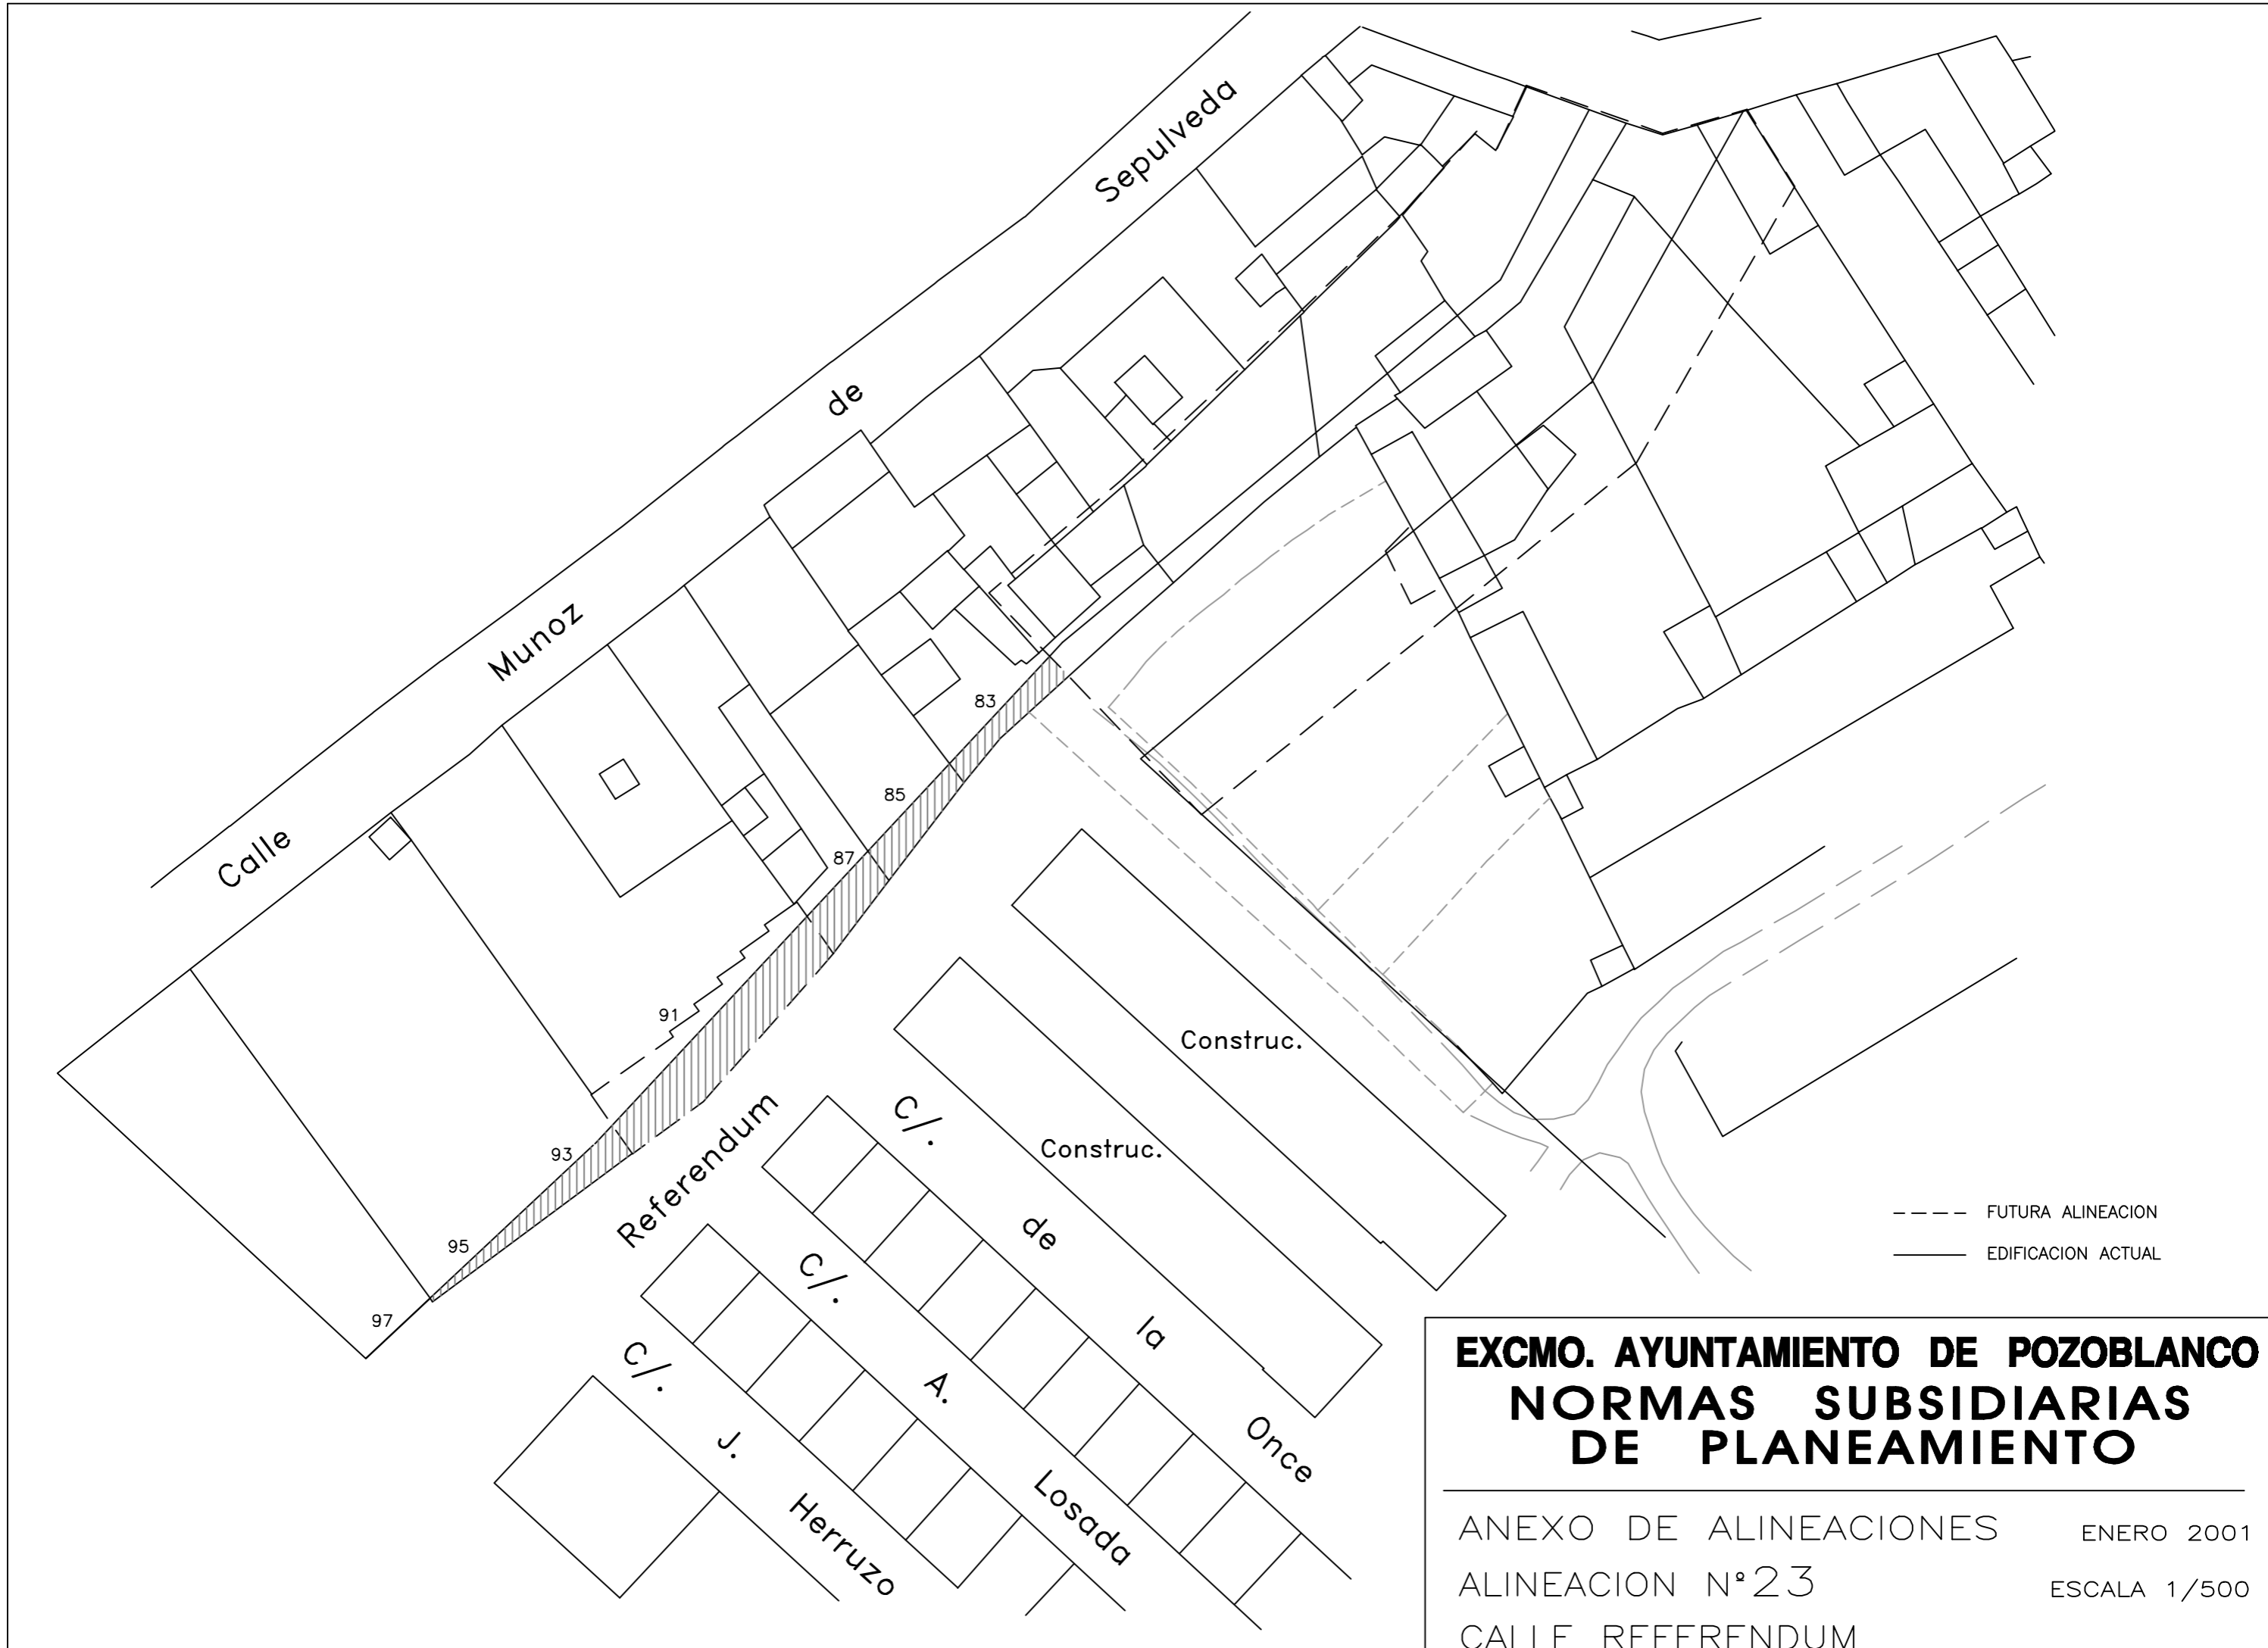 Calle Munoz de Sepulveda
83
85
87
91
93
95
97
Referendum
Construc.
Construc.
C/. de la Once
C/. A. Losada
C/. J. Herruzo
FUTURA ALINEACION
EDIFICACION ACTUAL
EXCMO. AYUNTAMIENTO DE POZOBLANCO
NORMAS SUBSIDIARIAS
DE PLANEAMIENTO
ANEXO DE ALINEACIONES ENERO 2001
ALINEACION Nº23 ESCALA 1/500
CALLE REFERENDUM